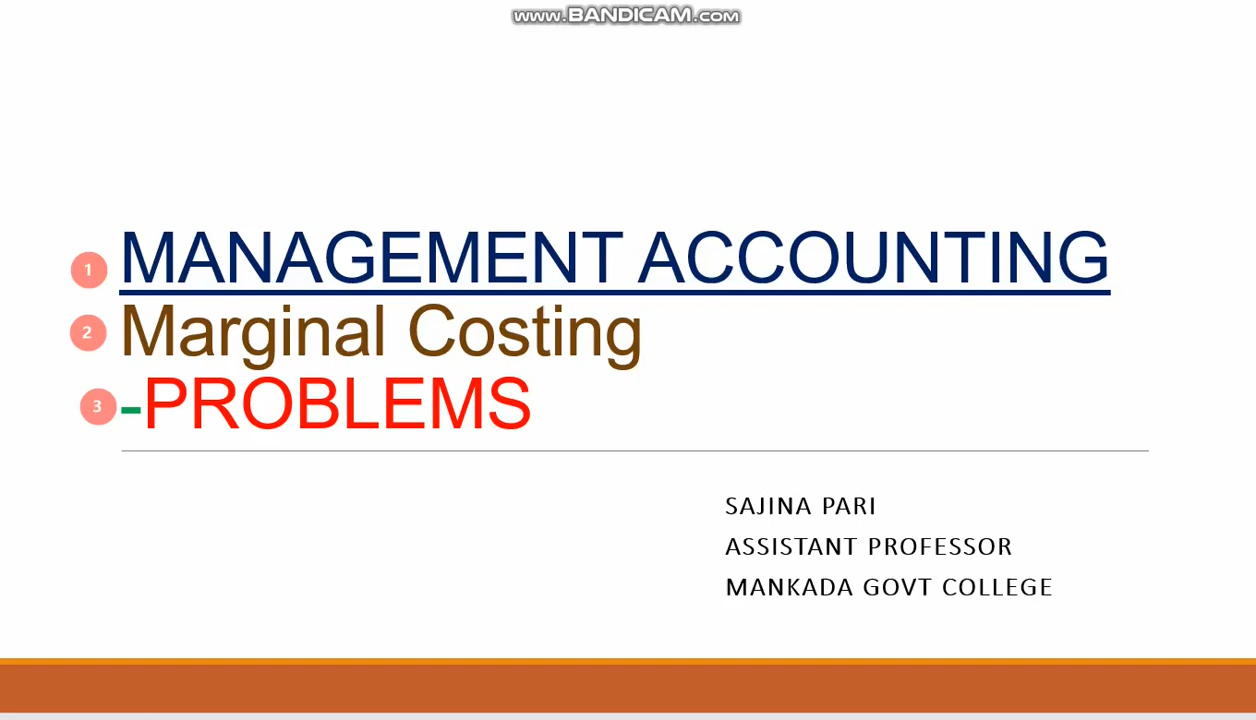 www.BANDICAM.com
1 MANAGEMENT ACCOUNTING
2 Marginal Costing
3 -PROBLEMS
SAJINA PARI
ASSISTANT PROFESSOR
MANKADA GOVT COLLEGE